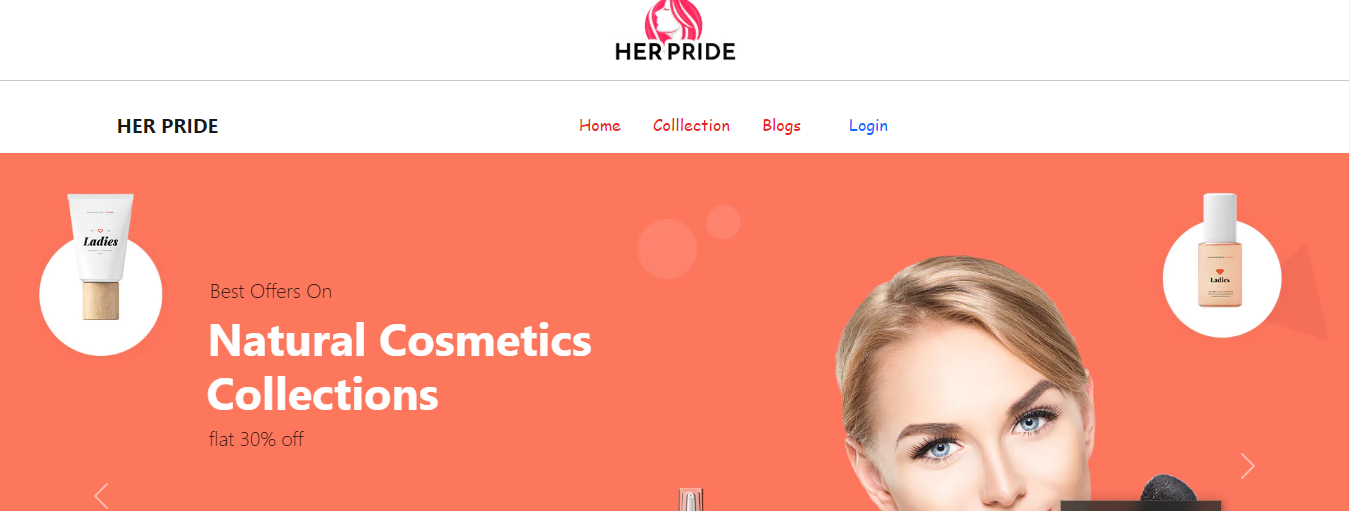 HER PRIDE
HER PRIDE
Home Colllection Blogs Login
Ladies
Ladies
Best Offers On
Natural Cosmetics
Collections
flat 30% off